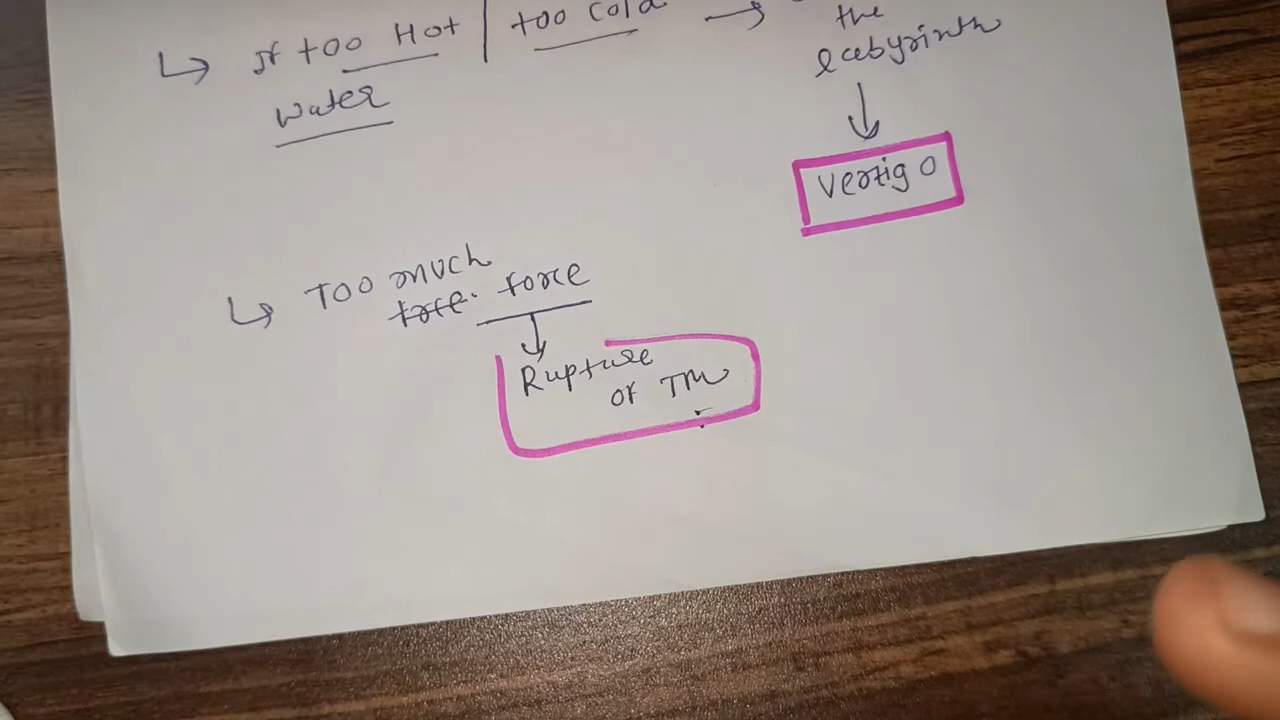 ↳ If too Hot / too cold →
the
labyrinth
water
↓
vertigo
↳ Too much
force
↓
Rupture
of TM